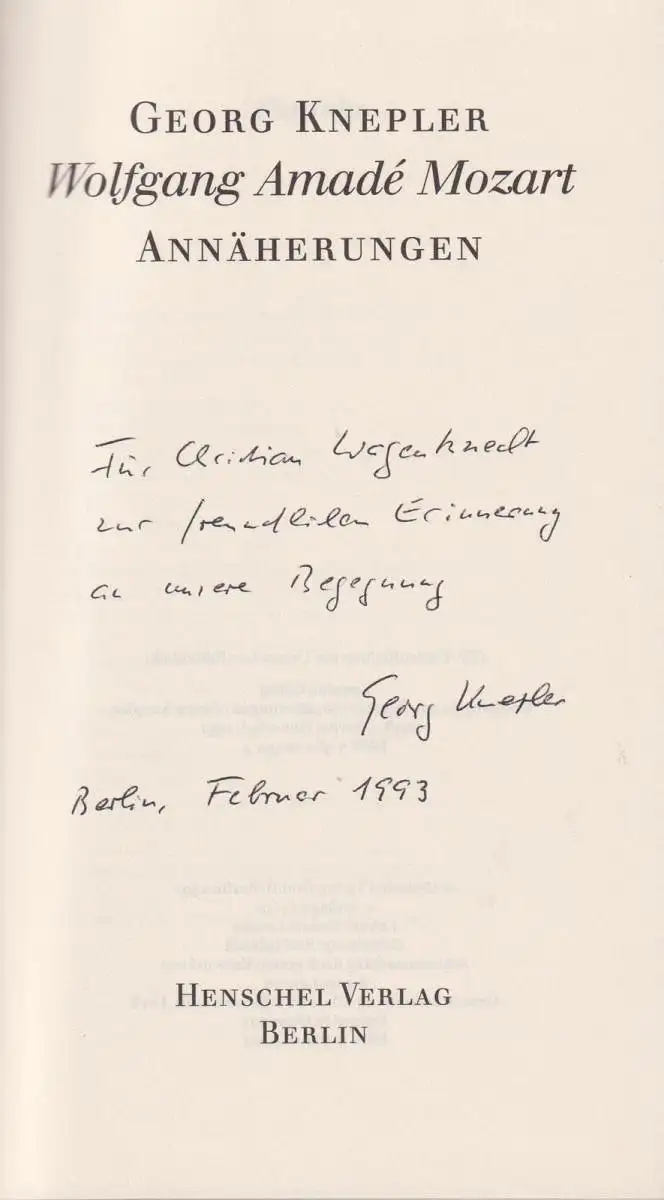 GEORG KNEPLER
Wolfgang Amadé Mozart
ANNÄHERUNGEN
Für Christian Wagenknecht
zur freundlichen Erinnerung
an unsere Begegnung
Georg Knepler
Berlin, Februar 1993
HENSCHEL VERLAG
BERLIN